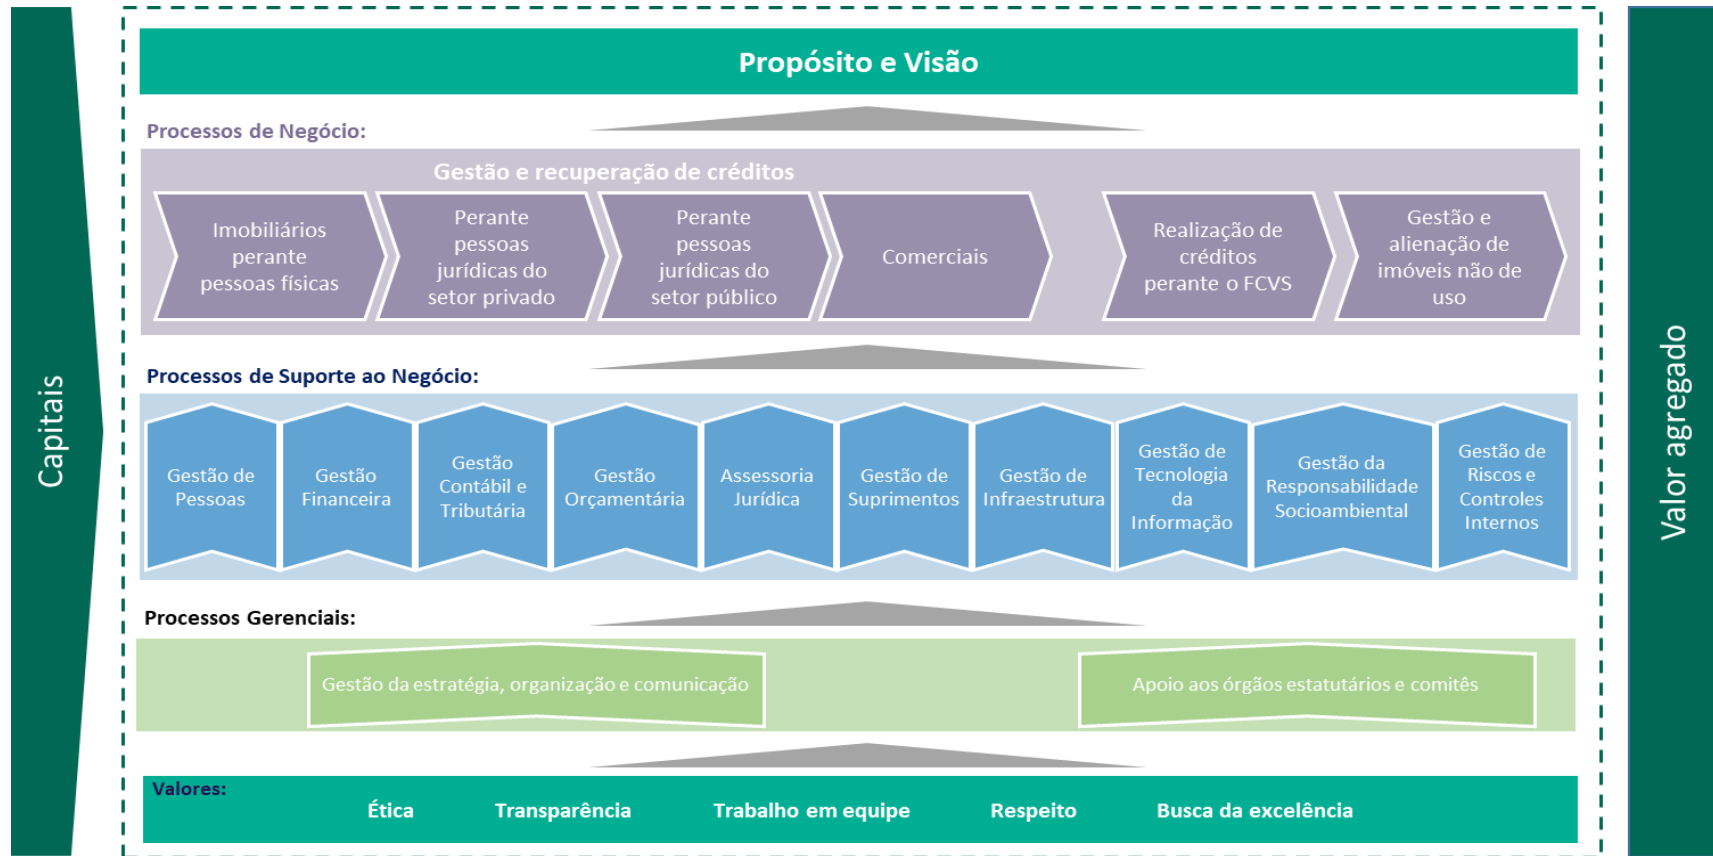 Capitais
Propósito e Visão
Processos de Negócio:
Gestão e recuperação de créditos
Imobiliários
perante
pessoas físicas
Perante
pessoas
jurídicas do
setor privado
Perante
pessoas
jurídicas do
setor público
Comerciais
Realização de
créditos
perante o FCVS
Gestão e
alienação de
imóveis não de
uso
Processos de Suporte ao Negócio:
Gestão de
Pessoas
Gestão
Financeira
Gestão
Contábil e
Tributária
Gestão
Orçamentária
Assessoria
Jurídica
Gestão de
Suprimentos
Gestão de
Infraestrutura
Gestão de
Tecnologia
da
Informação
Gestão da
Responsabilidade
Socioambiental
Gestão de
Riscos e
Controles
Internos
Processos Gerenciais:
Gestão da estratégia, organização e comunicação
Apoio aos órgãos estatutários e comitês
Valores:
Ética Transparência Trabalho em equipe Respeito Busca da excelência
Valor agregado